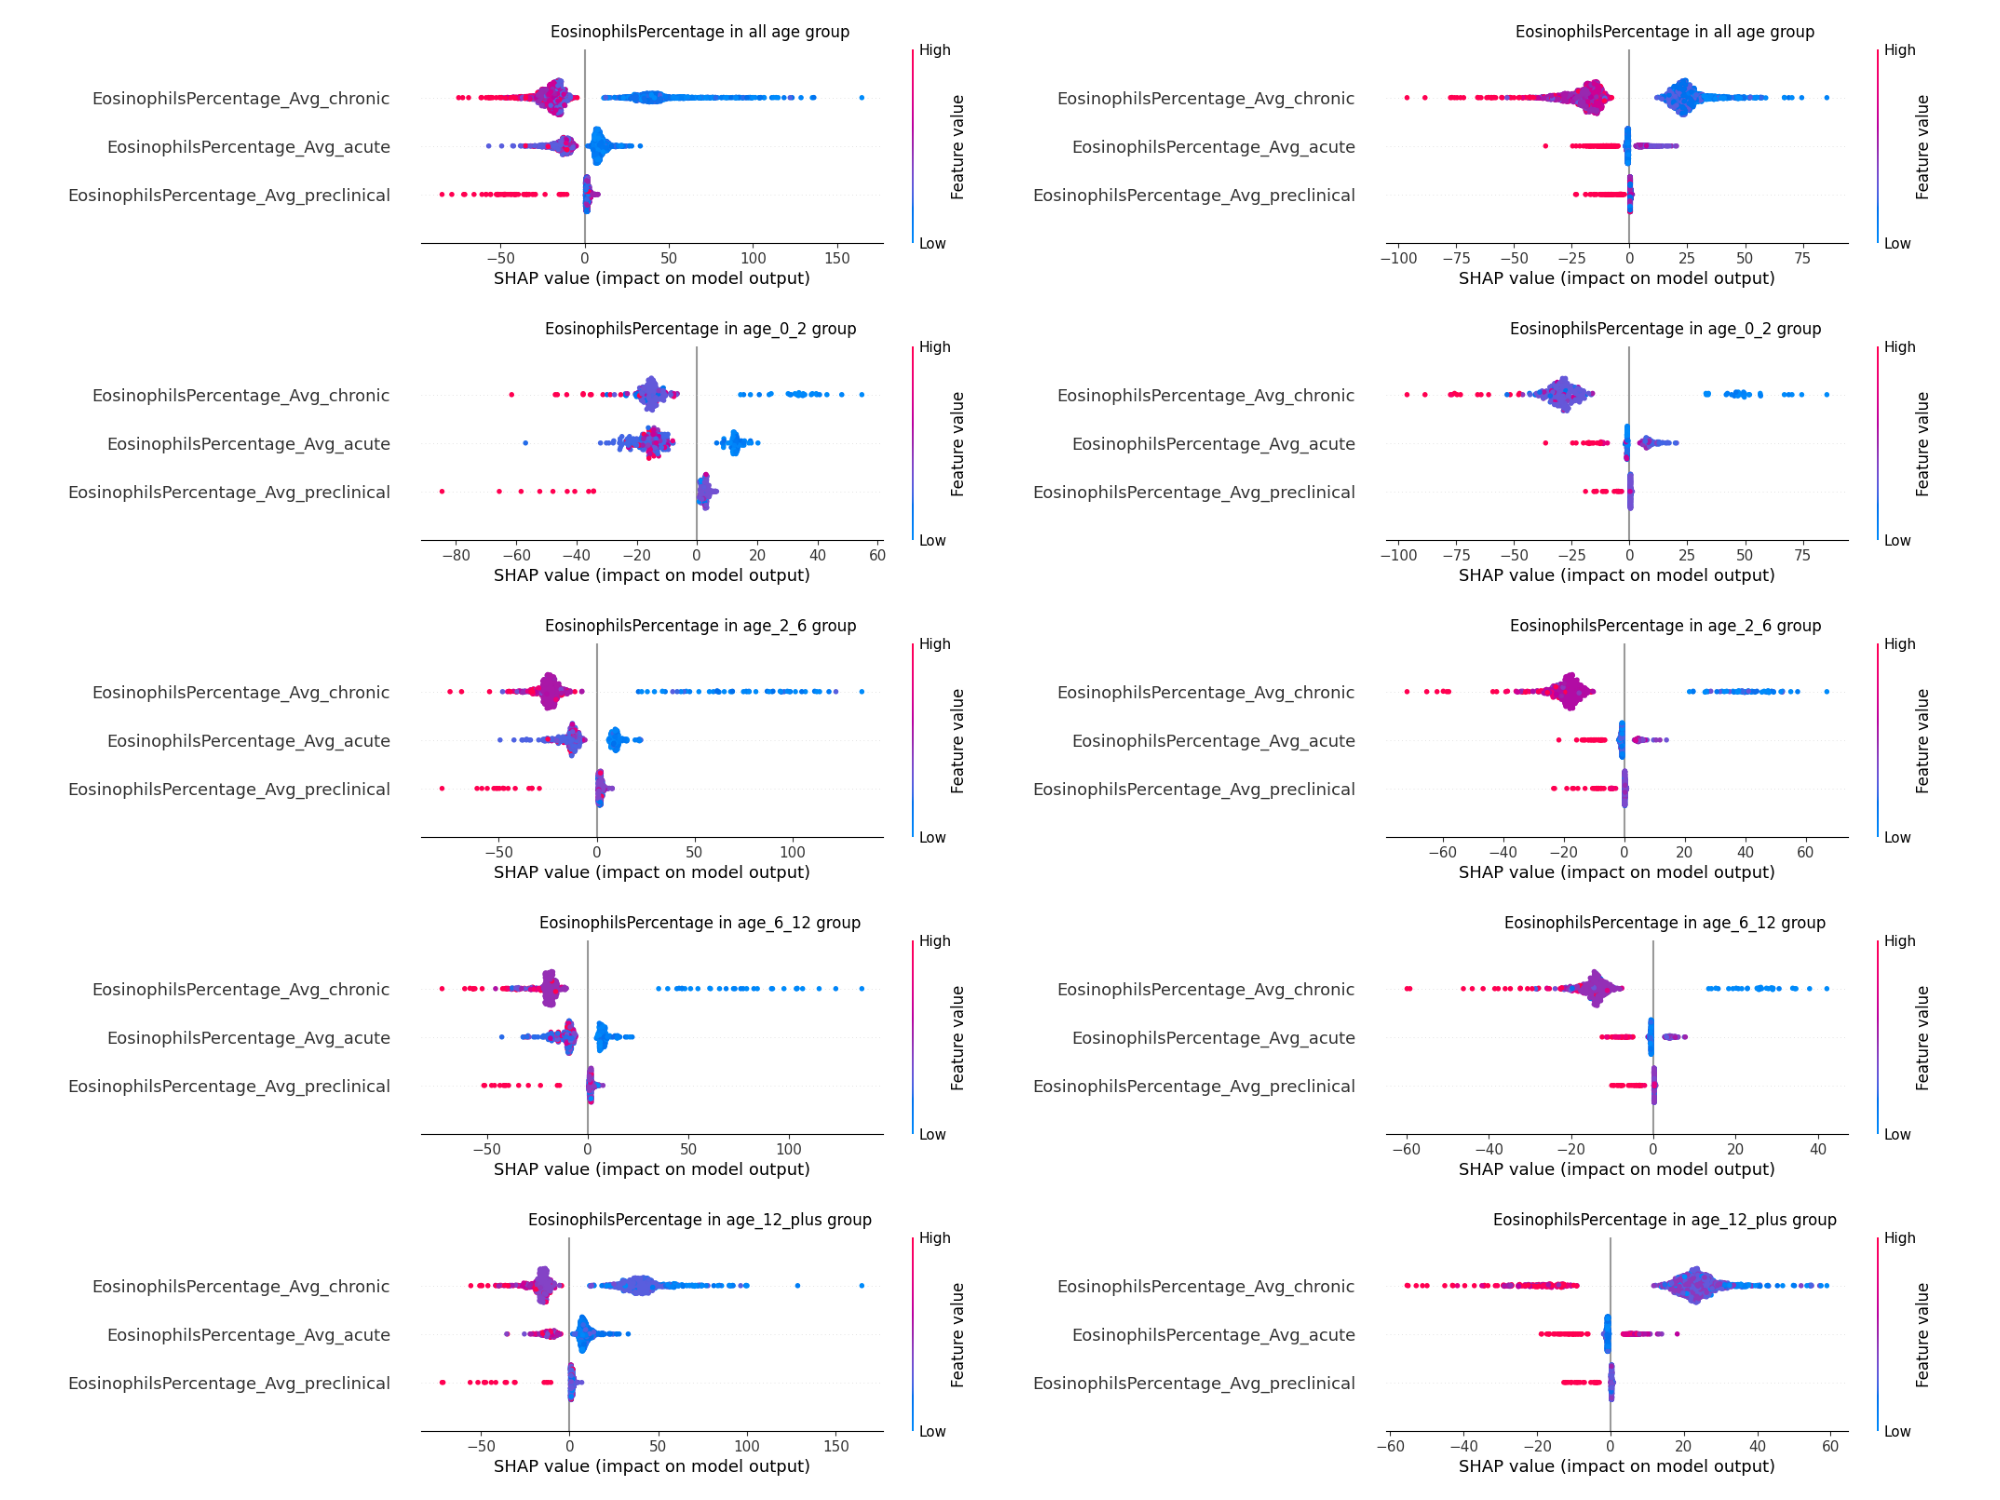 EosinophilsPercentage in all age group
High
EosinophilsPercentage_Avg_chronic
EosinophilsPercentage_Avg_acute
EosinophilsPercentage_Avg_preclinical
Feature value
Low
−50 0 50 100 150
SHAP value (impact on model output)
EosinophilsPercentage in all age group
High
EosinophilsPercentage_Avg_chronic
EosinophilsPercentage_Avg_acute
EosinophilsPercentage_Avg_preclinical
Feature value
Low
−100 −75 −50 −25 0 25 50 75
SHAP value (impact on model output)
EosinophilsPercentage in age_0_2 group
High
EosinophilsPercentage_Avg_chronic
EosinophilsPercentage_Avg_acute
EosinophilsPercentage_Avg_preclinical
Feature value
Low
−80 −60 −40 −20 0 20 40 60
SHAP value (impact on model output)
EosinophilsPercentage in age_0_2 group
High
EosinophilsPercentage_Avg_chronic
EosinophilsPercentage_Avg_acute
EosinophilsPercentage_Avg_preclinical
Feature value
Low
−100 −75 −50 −25 0 25 50 75
SHAP value (impact on model output)
EosinophilsPercentage in age_2_6 group
High
EosinophilsPercentage_Avg_chronic
EosinophilsPercentage_Avg_acute
EosinophilsPercentage_Avg_preclinical
Feature value
Low
−50 0 50 100
SHAP value (impact on model output)
EosinophilsPercentage in age_2_6 group
High
EosinophilsPercentage_Avg_chronic
EosinophilsPercentage_Avg_acute
EosinophilsPercentage_Avg_preclinical
Feature value
Low
−60 −40 −20 0 20 40 60
SHAP value (impact on model output)
EosinophilsPercentage in age_6_12 group
High
EosinophilsPercentage_Avg_chronic
EosinophilsPercentage_Avg_acute
EosinophilsPercentage_Avg_preclinical
Feature value
Low
−50 0 50 100
SHAP value (impact on model output)
EosinophilsPercentage in age_6_12 group
High
EosinophilsPercentage_Avg_chronic
EosinophilsPercentage_Avg_acute
EosinophilsPercentage_Avg_preclinical
Feature value
Low
−60 −40 −20 0 20 40
SHAP value (impact on model output)
EosinophilsPercentage in age_12_plus group
High
EosinophilsPercentage_Avg_chronic
EosinophilsPercentage_Avg_acute
EosinophilsPercentage_Avg_preclinical
Feature value
Low
−50 0 50 100 150
SHAP value (impact on model output)
EosinophilsPercentage in age_12_plus group
High
EosinophilsPercentage_Avg_chronic
EosinophilsPercentage_Avg_acute
EosinophilsPercentage_Avg_preclinical
Feature value
Low
−60 −40 −20 0 20 40 60
SHAP value (impact on model output)